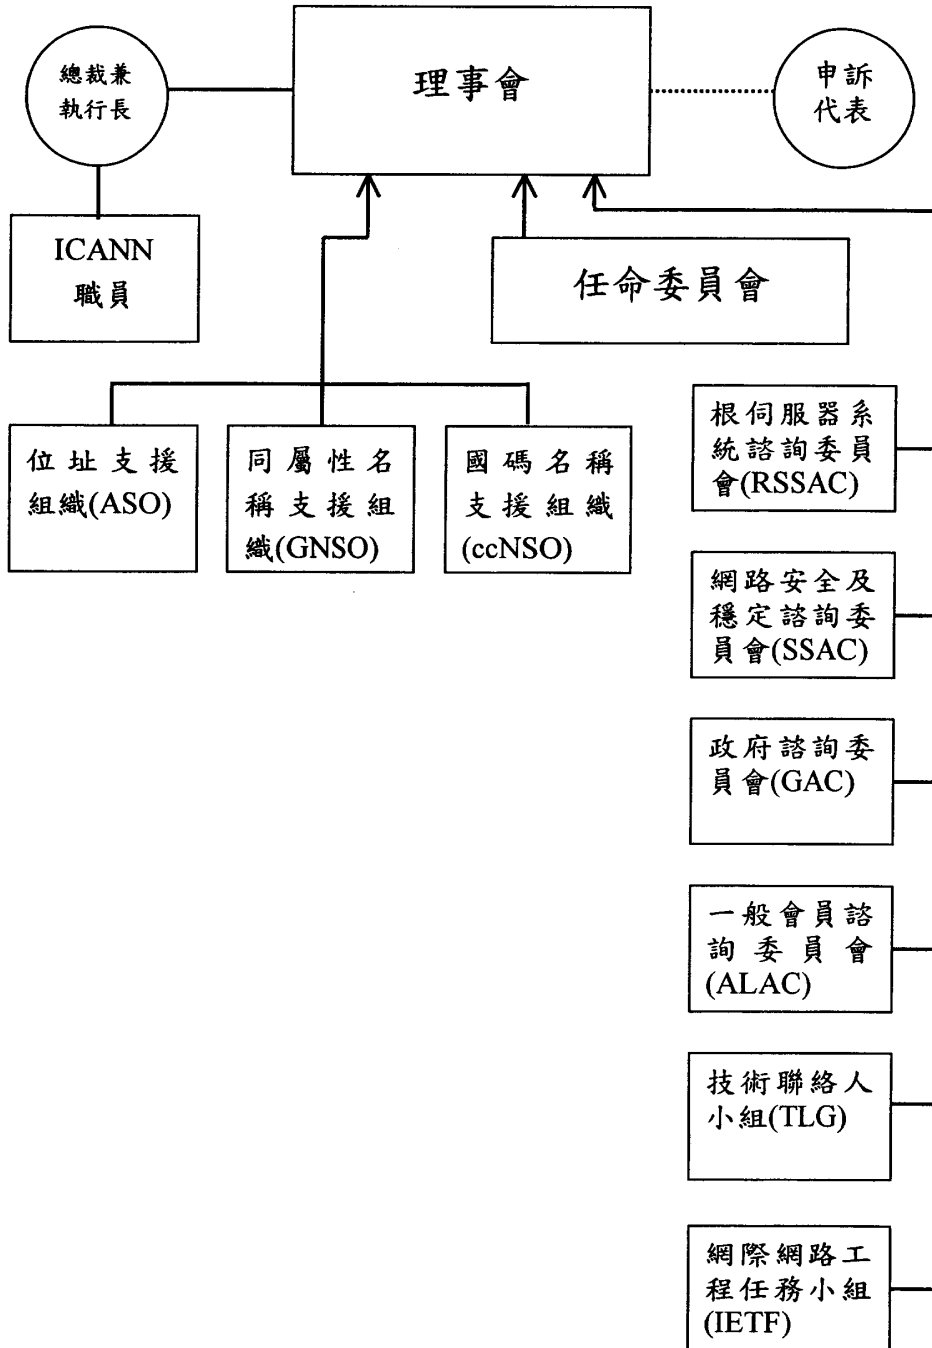 總裁兼
執行長
理事會
申訴
代表
ICANN
職員
任命委員會
位址支援
組織(ASO)
同屬性名
稱支援組
織(GNSO)
國碼名稱
支援組織
(ccNSO)
根伺服器系
統諮詢委員
會(RSSAC)
網路安全及
穩定諮詢委
員會(SSAC)
政府諮詢委
員會(GAC)
一般會員諮
詢委員會
(ALAC)
技術聯絡人
小組(TLG)
網際網路工
程任務小組
(IETF)